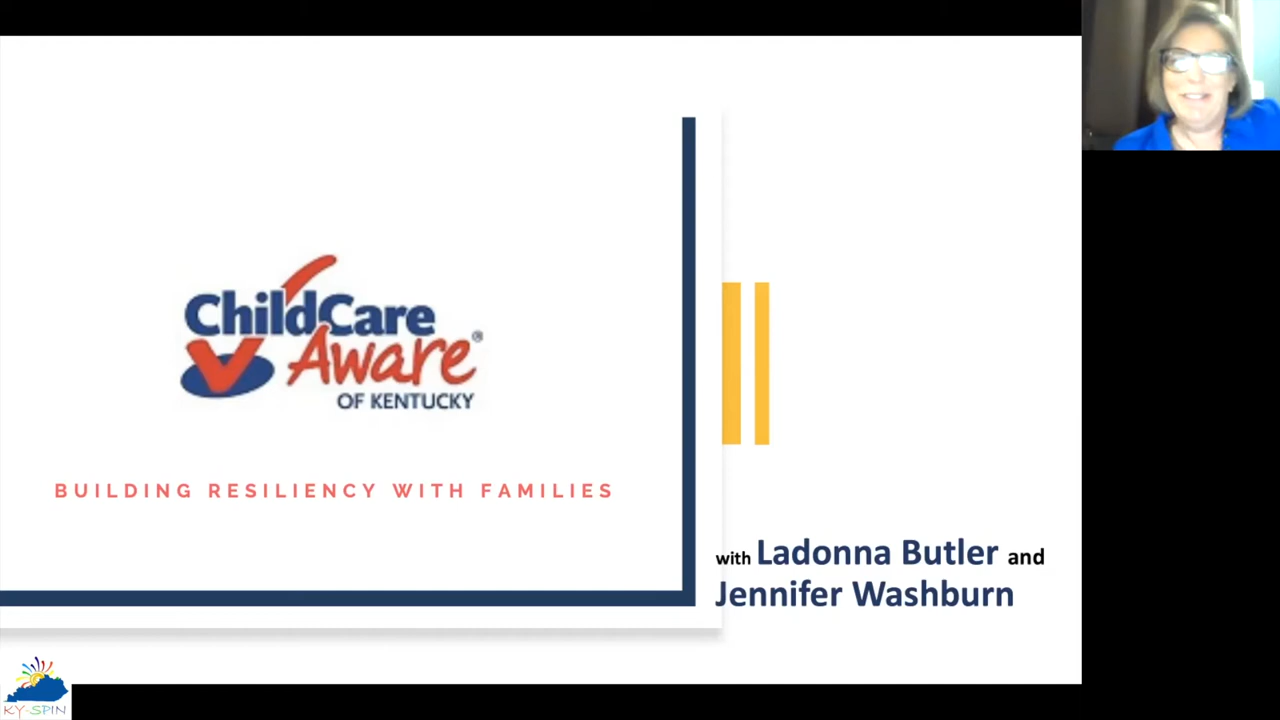 ChildCare
Aware®
OF KENTUCKY
BUILDING RESILIENCY WITH FAMILIES
with Ladonna Butler and
Jennifer Washburn
KY-SPIN